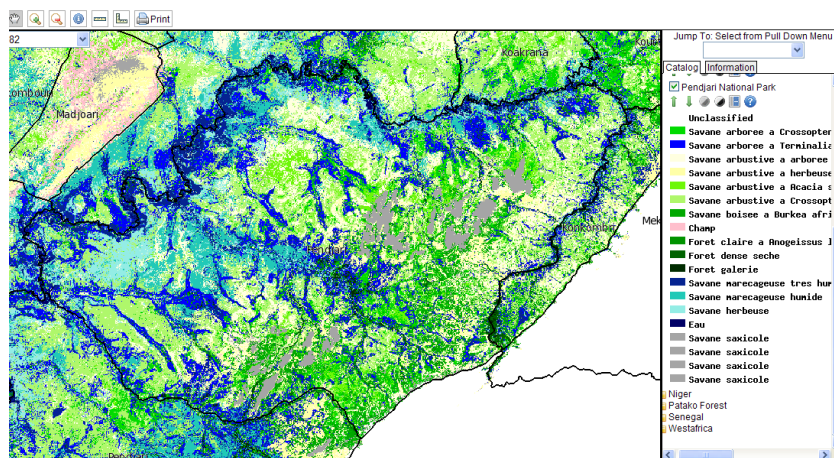 Print
82
Jump To: Select from Pull Down Menu
Catalog Information
Pendjari National Park
Unclassified
Savane arboree a Crossopter
Savane arboree a Terminalia
Savane arbustive a arboree
Savane arbustive a herbeuse
Savane arbustive a Acacia s
Savane arbustive a Crossopt
Savane boisee a Burkea afri
Champ
Foret claire a Anogeissus l
Foret dense seche
Foret galerie
Savane marecageuse tres hum
Savane marecageuse humide
Savane herbeuse
Eau
Savane saxicole
Savane saxicole
Savane saxicole
Savane saxicole
Niger
Patako Forest
Senegal
Westafrica
Koakrana
Madjoari
Konkombri